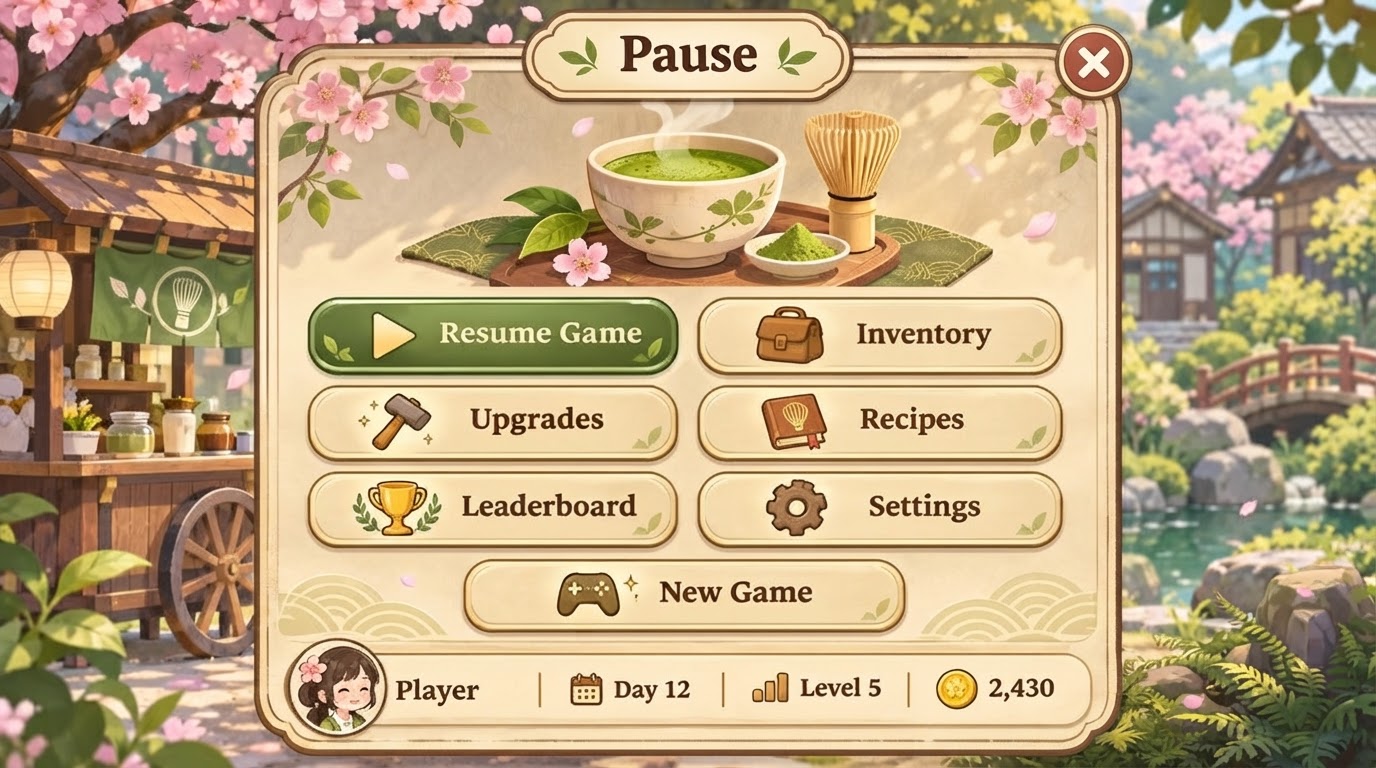 Pause
Resume Game
Inventory
Upgrades
Recipes
Leaderboard
Settings
New Game
Player
Day 12
Level 5
2,430